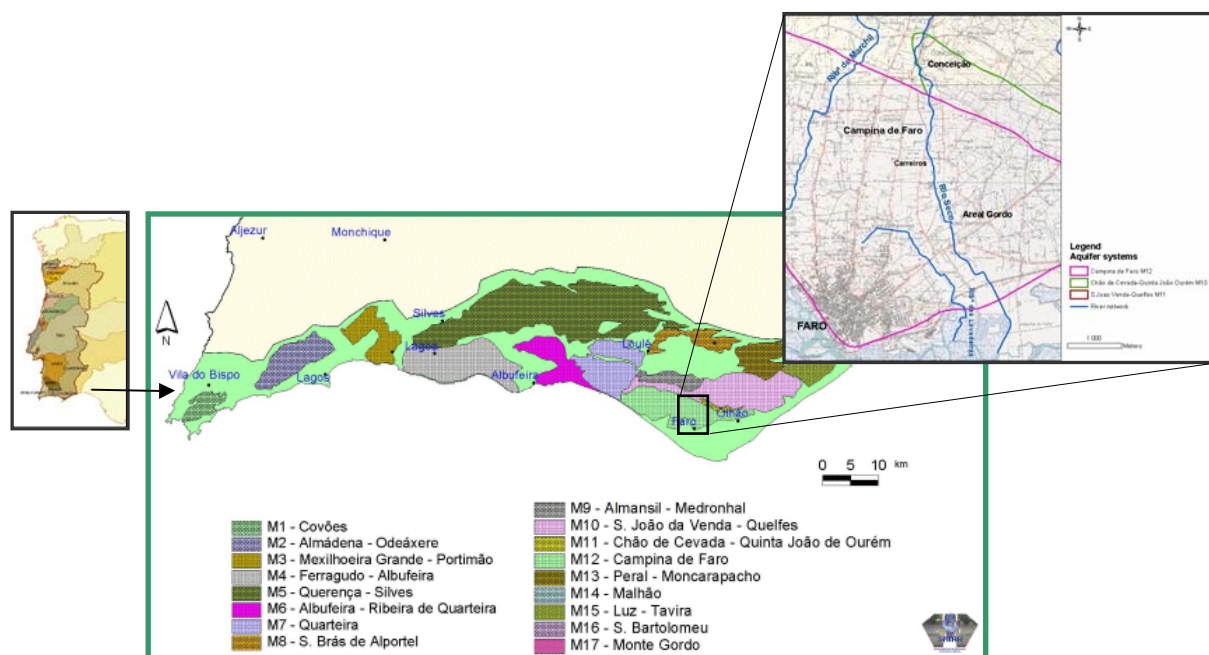 Ribª de Marchil
Conceição
Campina de Faro
Carreiros
Rio Seco
Areal Gordo
FARO
Legend
Aquifer systems
Campina de Faro M12
Chão de Cevada-Quinta João Ourém M10
S.Joao Venda-Quelfes M11
River network
1 000
Meters
Aljezur
Monchique
Silves
Lagoa
Loulé
Vila do Bispo
Lagos
Albufeira
Faro
Olhão
N
0 5 10 km
M1 - Covões
M2 - Almádena - Odeáxere
M3 - Mexilhoeira Grande - Portimão
M4 - Ferragudo - Albufeira
M5 - Querença - Silves
M6 - Albufeira - Ribeira de Quarteira
M7 - Quarteira
M8 - S. Brás de Alportel
M9 - Almansil - Medronhal
M10 - S. João da Venda - Quelfes
M11 - Chão de Cevada - Quinta João de Ourém
M12 - Campina de Faro
M13 - Peral - Moncarapacho
M14 - Malhão
M15 - Luz - Tavira
M16 - S. Bartolomeu
M17 - Monte Gordo